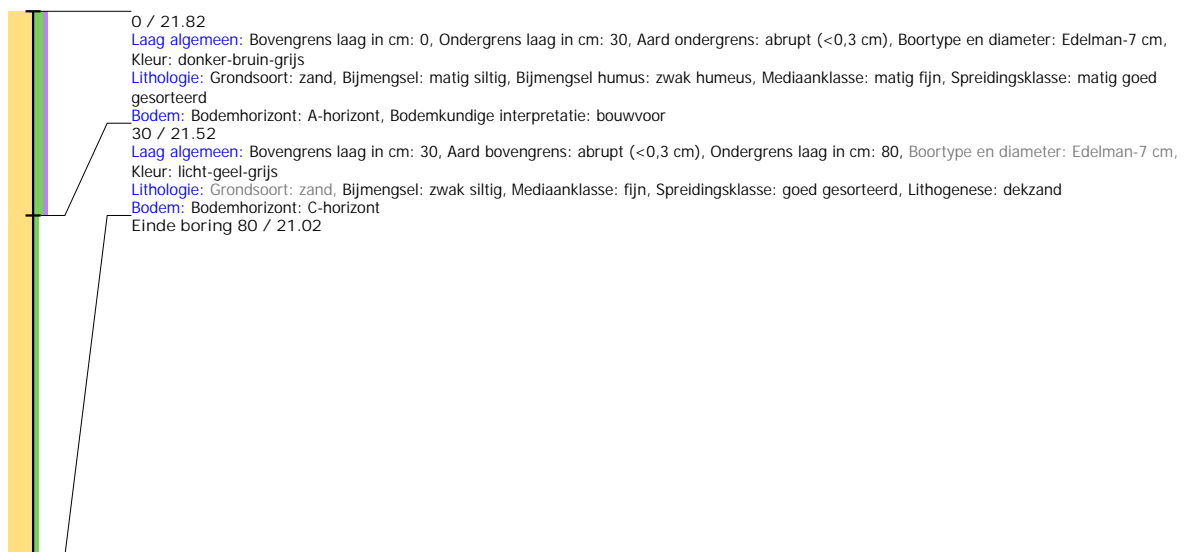 0 / 21.82
Laag algemeen: Bovengrens laag in cm: 0, Ondergrens laag in cm: 30, Aard ondergrens: abrupt (<0,3 cm), Boortype en diameter: Edelman-7 cm,
Kleur: donker-bruin-grijs
Lithologie: Grondsoort: zand, Bijmengsel: matig siltig, Bijmengsel humus: zwak humeus, Mediaanklasse: matig fijn, Spreidingsklasse: matig goed
gesorteerd
Bodem: Bodemhorizont: A-horizont, Bodemkundige interpretatie: bouwvoor
30 / 21.52
Laag algemeen: Bovengrens laag in cm: 30, Aard bovengrens: abrupt (<0,3 cm), Ondergrens laag in cm: 80, Boortype en diameter: Edelman-7 cm,
Kleur: licht-geel-grijs
Lithologie: Grondsoort: zand, Bijmengsel: zwak siltig, Mediaanklasse: fijn, Spreidingsklasse: goed gesorteerd, Lithogenese: dekzand
Bodem: Bodemhorizont: C-horizont
Einde boring 80 / 21.02